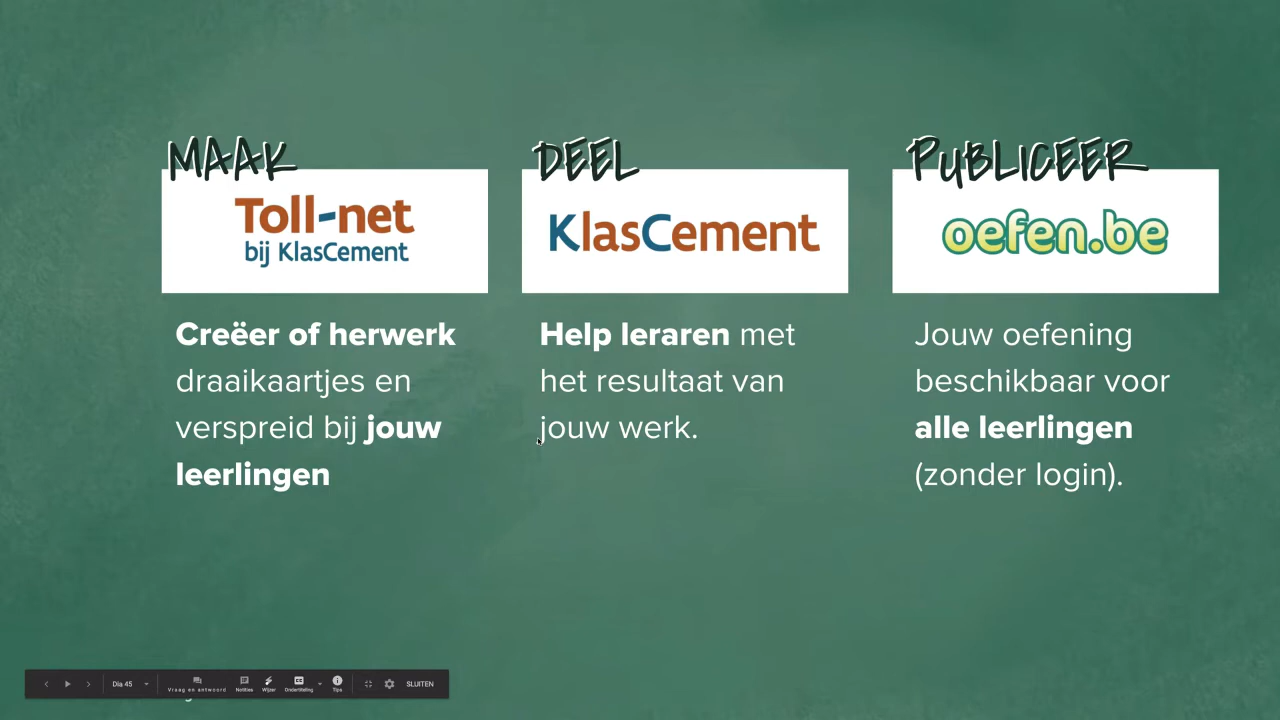 MAAK
Toll-net
bij KlasCement
Creëer of herwerk
draaikaartjes en
verspreid bij jouw
leerlingen
DEEL
KlasCement
Help leraren met
het resultaat van
jouw werk.
PUBLICEER
oefen.be
Jouw oefening
beschikbaar voor
alle leerlingen
(zonder login).
Dia 45
Vraag en antwoord
Notities
Wijzer
Ondertiteling
Tips
SLUITEN